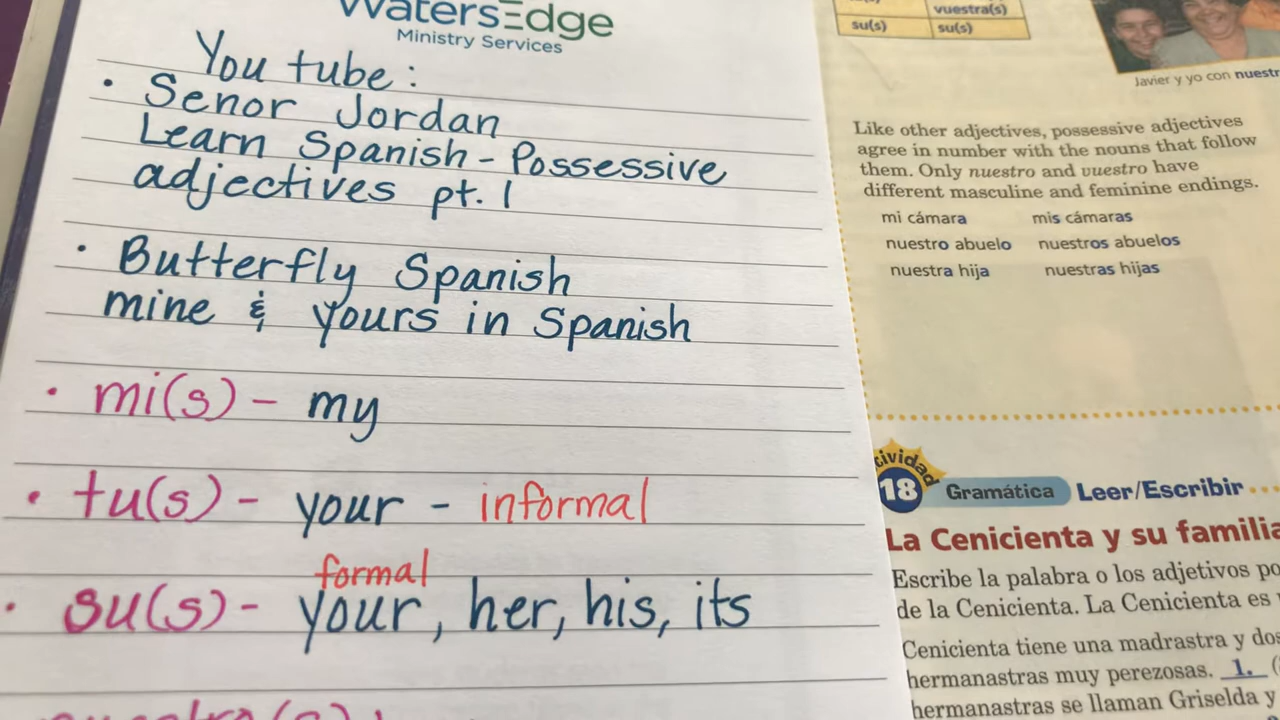 WatersEdge
Ministry Services
You tube:
• Senor Jordan
Learn Spanish - Possessive
adjectives pt. 1
• Butterfly Spanish
mine & yours in Spanish
• mi(s) - my
• tu(s) - your - informal
formal
• su(s) - your, her, his, its
vuestra(s)
su(s) su(s)
Javier y yo con nuestr
Like other adjectives, possessive adjectives
agree in number with the nouns that follow
them. Only nuestro and vuestro have
different masculine and feminine endings.
mi cámara mis cámaras
nuestro abuelo nuestros abuelos
nuestra hija nuestras hijas
tividad
18 Gramática Leer/Escribir
La Cenicienta y su familia
Escribe la palabra o los adjetivos po
de la Cenicienta. La Cenicienta es
Cenicienta tiene una madrastra y dos
hermanastras muy perezosas. 1. (
hermanastras se llaman Griselda y